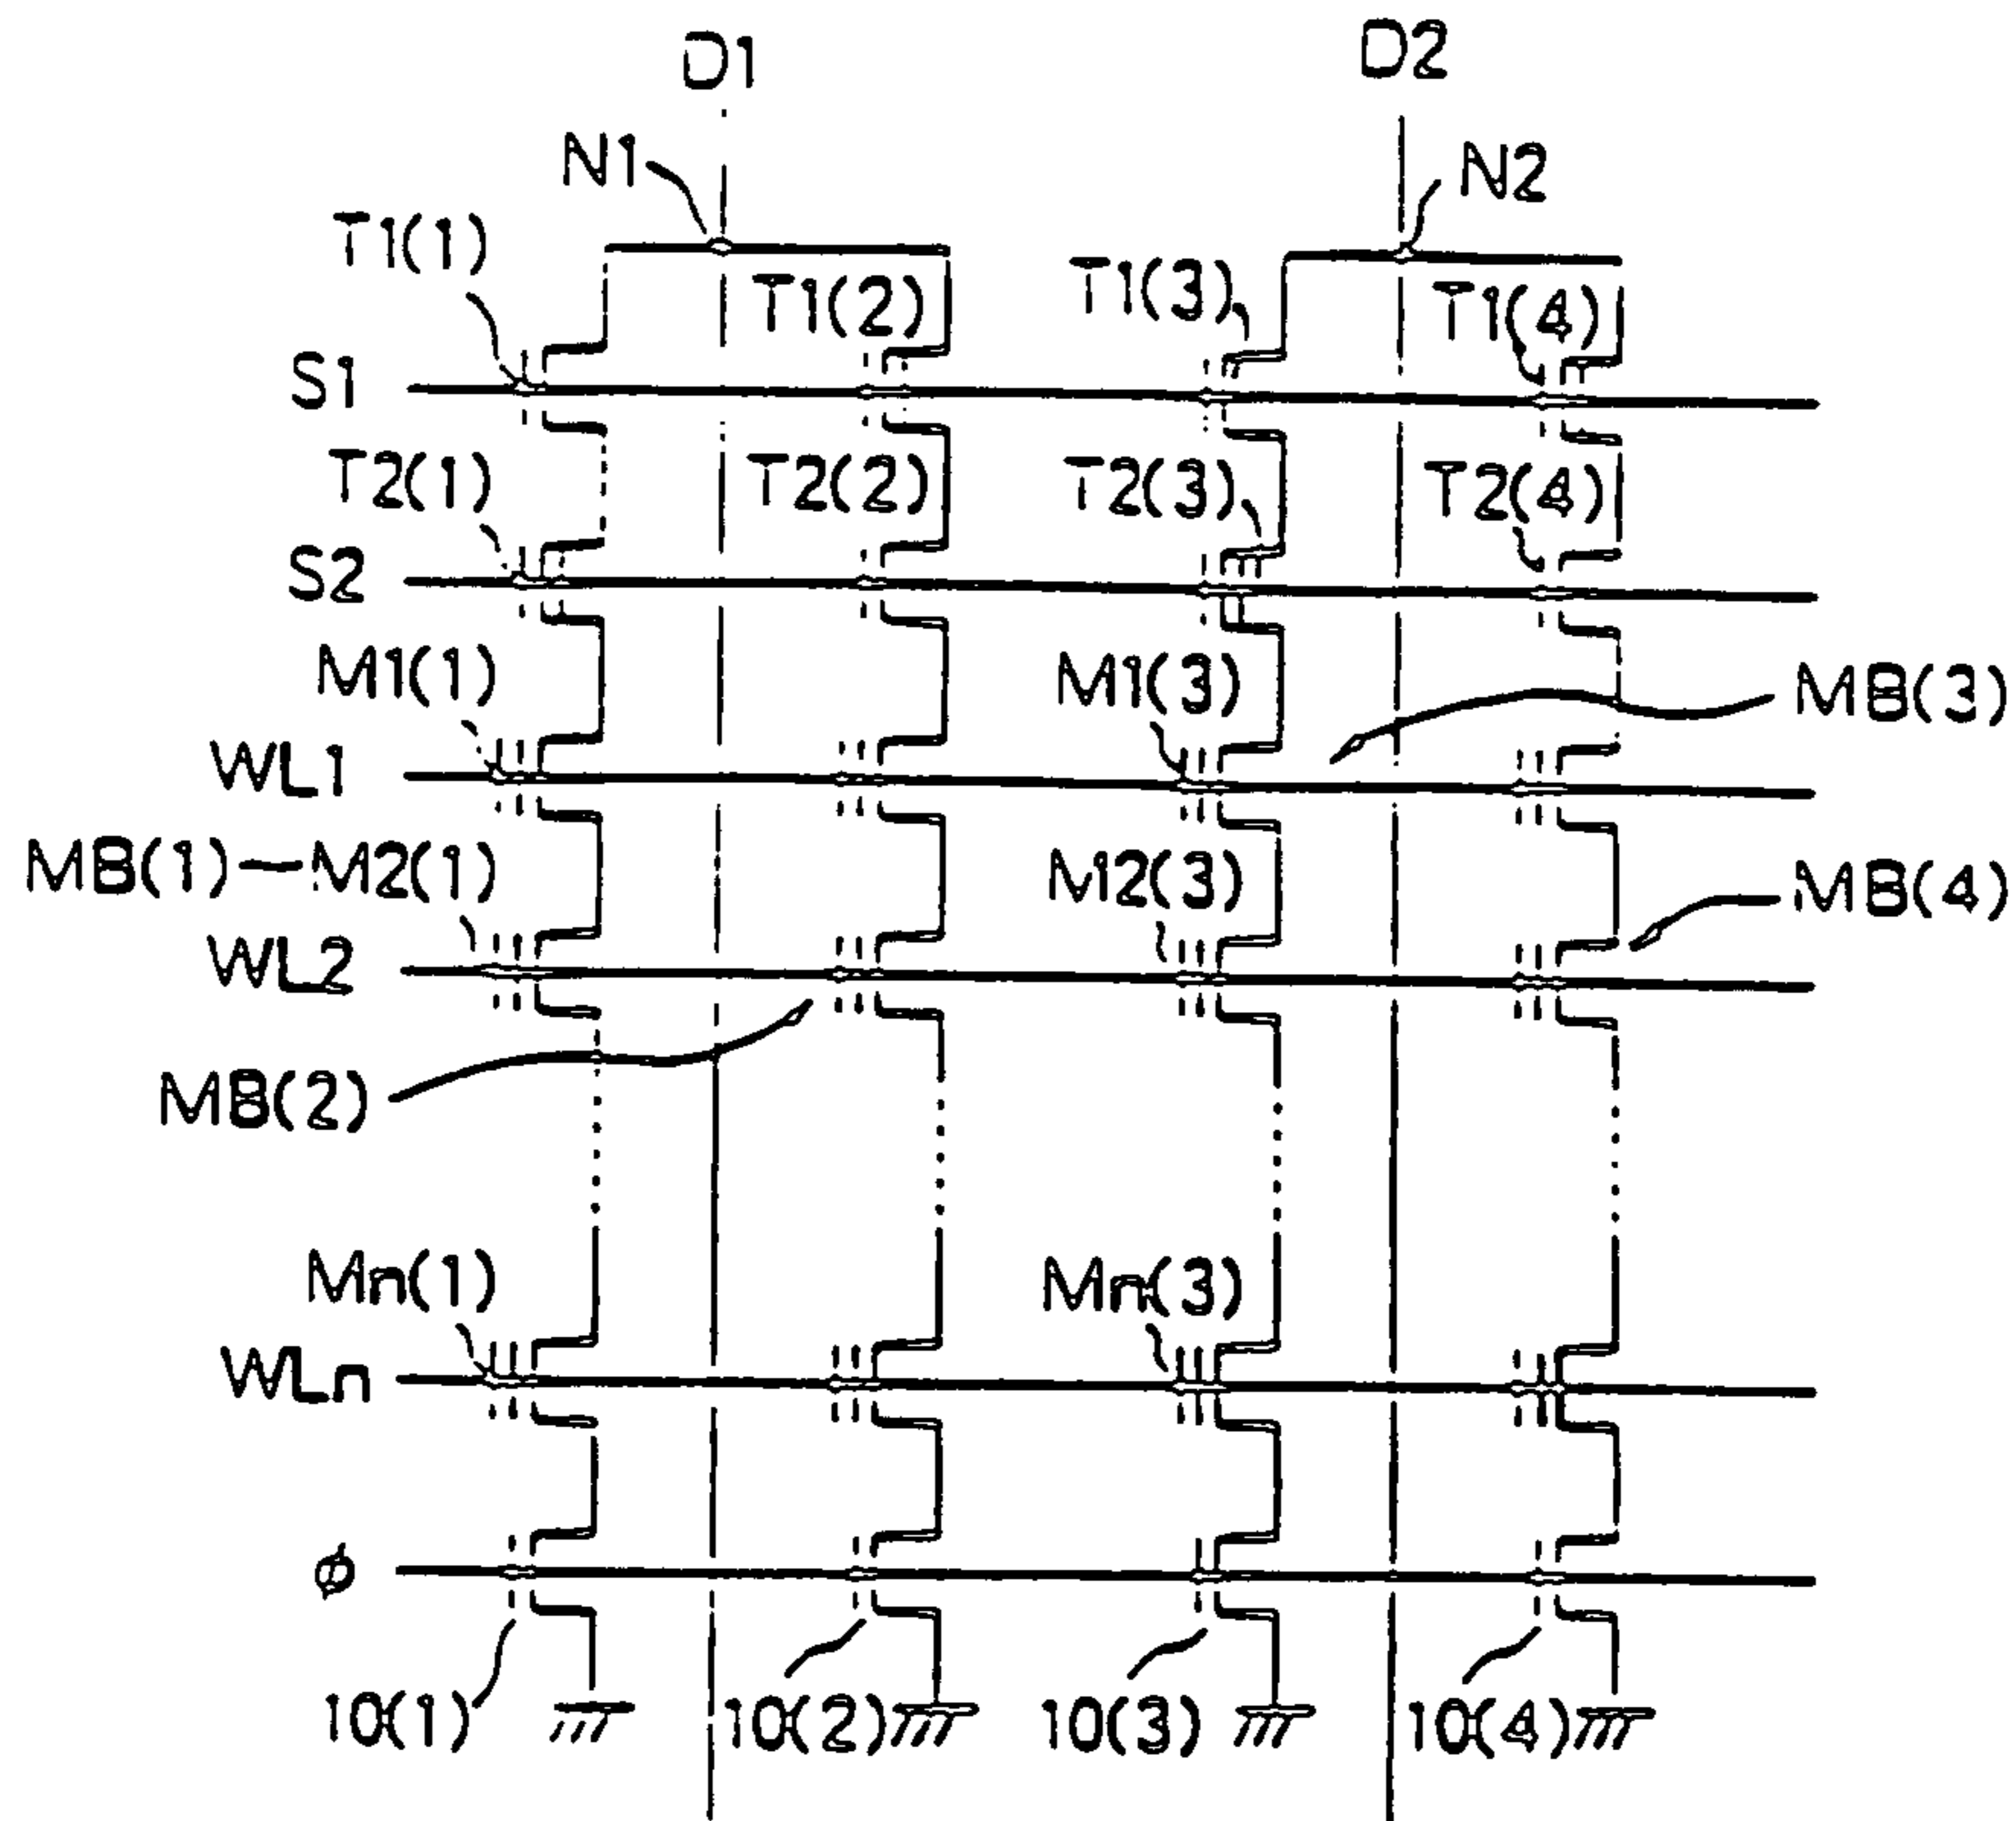 D1 D2
N1 N2
T1(1) T1(2) T1(3) T1(4)
S1
T2(1) T2(2) T2(3) T2(4)
S2
M1(1) M1(3) MB(3)
WL1
MB(1) M2(1) M2(3) MB(4)
WL2
MB(2)
Mn(1) Mn(3)
WLn
ϕ
10(1) 10(2) 10(3) 10(4)